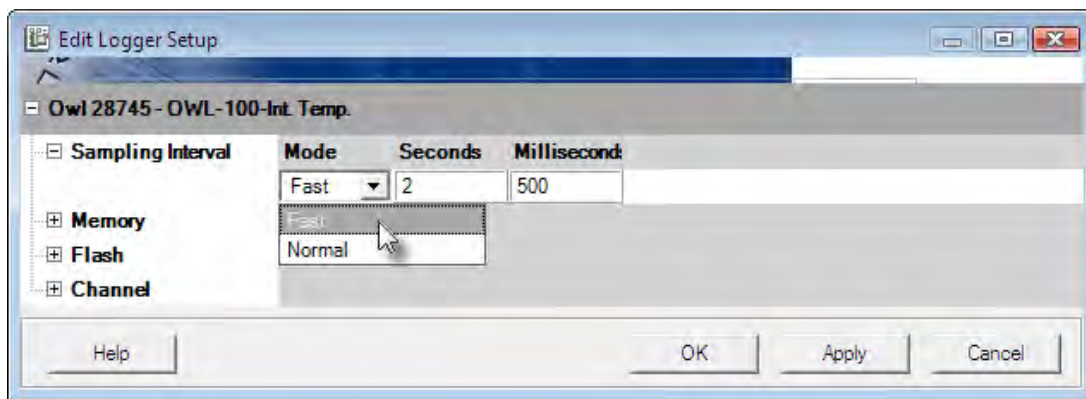 Edit Logger Setup
Owl 28745 - OWL-100-Int. Temp.
Sampling Interval Mode Seconds Millisecond
Fast 2 500
Memory Fast
Normal
Flash
Channel
Help OK Apply Cancel